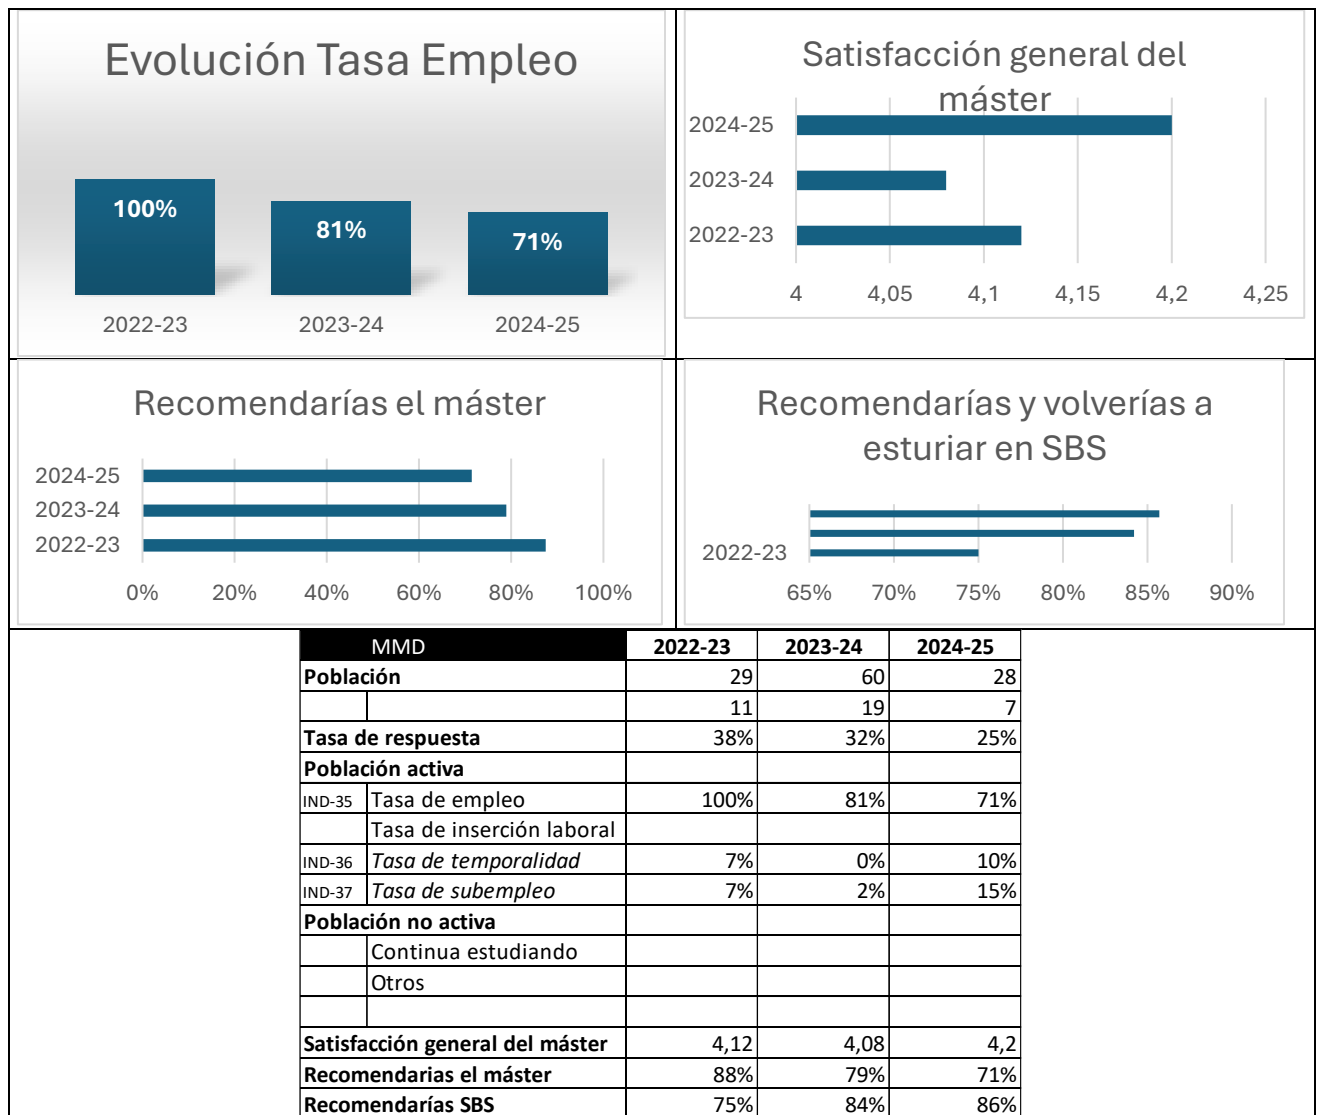 Evolución Tasa Empleo
100%
81%
71%
2022-23
2023-24
2024-25
Satisfacción general del
máster
2024-25
2023-24
2022-23
4
4,05
4,1
4,15
4,2
4,25
Recomendarías el máster
2024-25
2023-24
2022-23
0%
20%
40%
60%
80%
100%
Recomendarías y volverías a
esturiar en SBS
2022-23
65%
70%
75%
80%
85%
90%
MMD 2022-23 2023-24 2024-25
Población 29 60 28
11 19 7
Tasa de respuesta 38% 32% 25%
Población activa
IND-35 Tasa de empleo 100% 81% 71%
Tasa de inserción laboral
IND-36 Tasa de temporalidad 7% 0% 10%
IND-37 Tasa de subempleo 7% 2% 15%
Población no activa
Continua estudiando
Otros
Satisfacción general del máster 4,12 4,08 4,2
Recomendarias el máster 88% 79% 71%
Recomendarías SBS 75% 84% 86%